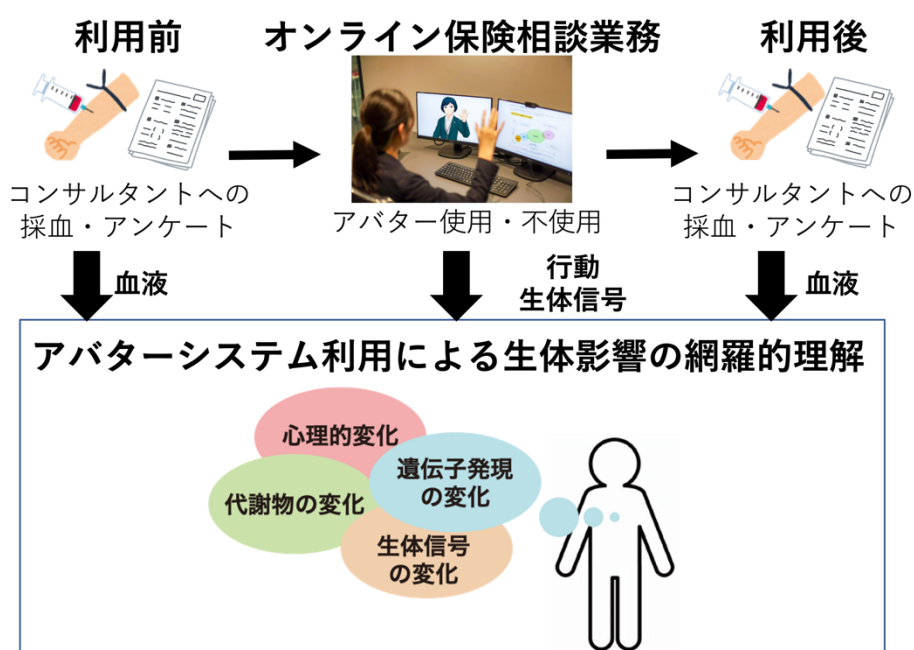 利用前
オンライン保険相談業務
利用後
コンサルタントへの
採血・アンケート
アバター使用・不使用
コンサルタントへの
採血・アンケート
血液
行動
生体信号
血液
アバターシステム利用による生体影響の網羅的理解
心理的変化
遺伝子発現
の変化
代謝物の変化
生体信号
の変化